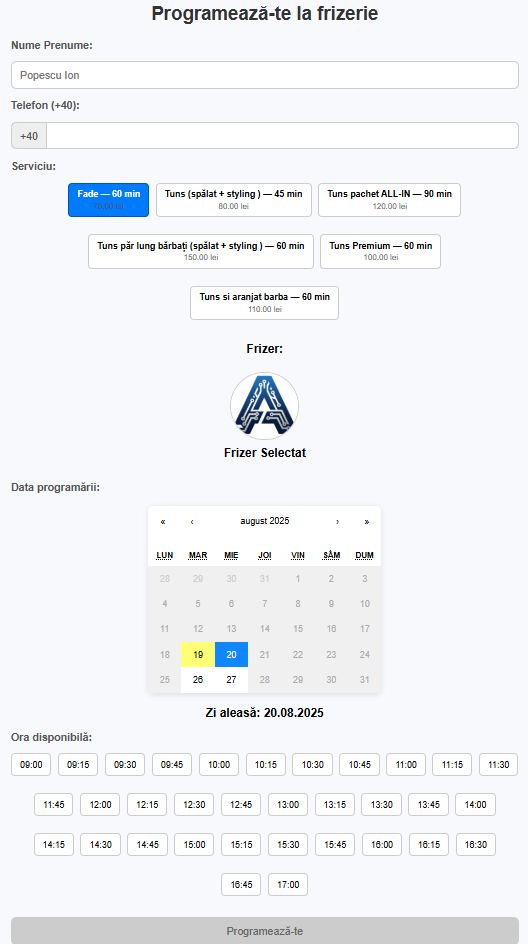 Programează-te la frizerie
Nume Prenume:
Popescu Ion
Telefon (+40):
+40
Serviciu:
Fade — 60 min
70.00 lei
Tuns (spălat + styling ) — 45 min
80.00 lei
Tuns pachet ALL-IN — 90 min
120.00 lei
Tuns păr lung bărbați (spălat + styling ) — 60 min
150.00 lei
Tuns Premium — 60 min
100.00 lei
Tuns si aranjat barba — 60 min
110.00 lei
Frizer:
Frizer Selectat
Data programării:
« ‹ august 2025 › »
LUN MAR MIE JOI VIN SÂM DUM
28 29 30 31 1 2 3
4 5 6 7 8 9 10
11 12 13 14 15 16 17
18 19 20 21 22 23 24
25 26 27 28 29 30 31
Zi aleasă: 20.08.2025
Ora disponibilă:
09:00 09:15 09:30 09:45 10:00 10:15 10:30 10:45 11:00 11:15 11:30
11:45 12:00 12:15 12:30 12:45 13:00 13:15 13:30 13:45 14:00
14:15 14:30 14:45 15:00 15:15 15:30 15:45 16:00 16:15 16:30
16:45 17:00
Programează-te